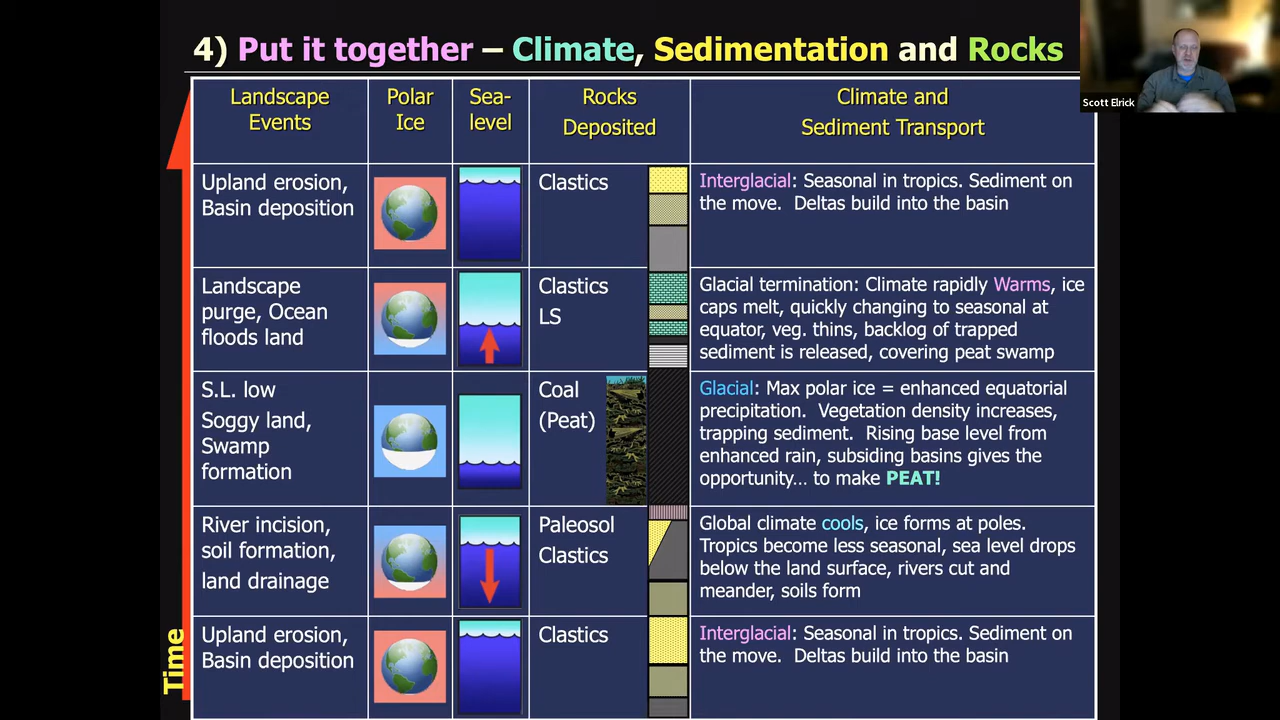 4) Put it together – Climate, Sedimentation and Rocks
Scott Elrick
Landscape
Events
Polar
Ice
Sea-
level
Rocks
Deposited
Climate and
Sediment Transport
Upland erosion,
Basin deposition
Clastics
Interglacial: Seasonal in tropics. Sediment on
the move. Deltas build into the basin
Landscape
purge, Ocean
floods land
Clastics
LS
Glacial termination: Climate rapidly Warms, ice
caps melt, quickly changing to seasonal at
equator, veg. thins, backlog of trapped
sediment is released, covering peat swamp
S.L. low
Soggy land,
Swamp
formation
Coal
(Peat)
Glacial: Max polar ice = enhanced equatorial
precipitation. Vegetation density increases,
trapping sediment. Rising base level from
enhanced rain, subsiding basins gives the
opportunity... to make PEAT!
River incision,
soil formation,
land drainage
Paleosol
Clastics
Global climate cools, ice forms at poles.
Tropics become less seasonal, sea level drops
below the land surface, rivers cut and
meander, soils form
Upland erosion,
Basin deposition
Clastics
Interglacial: Seasonal in tropics. Sediment on
the move. Deltas build into the basin
Time